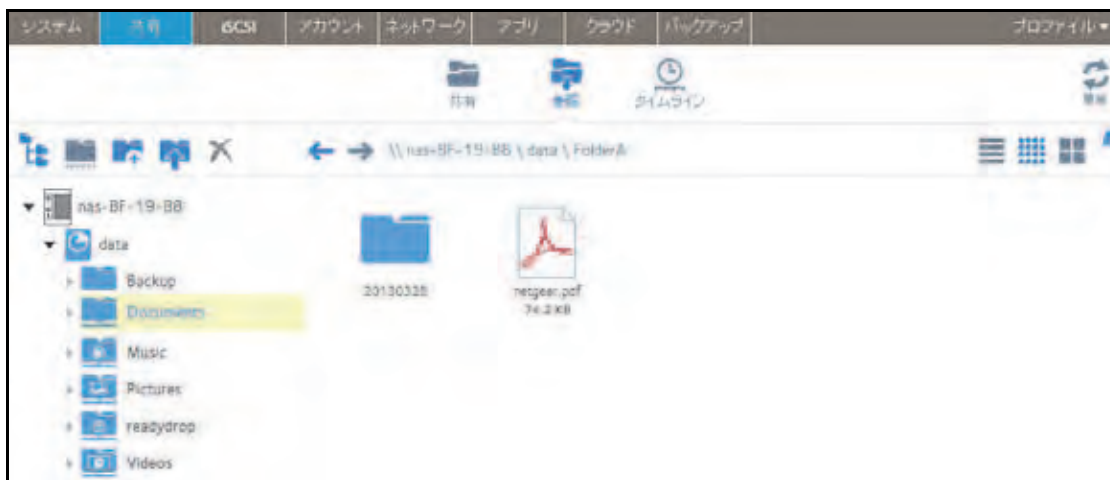 システム 共有 iSCSI アカウント ネットワーク アプリ クラウド バックアップ プロファイル
共有 参照 タイムライン
\\ nas-BF-19-B8 \ data \ FolderA
nas-BF-19-B8
data
Backup
Documents
Music
Pictures
readydrop
Videos
20130328
netgear.pdf
74.2 KB